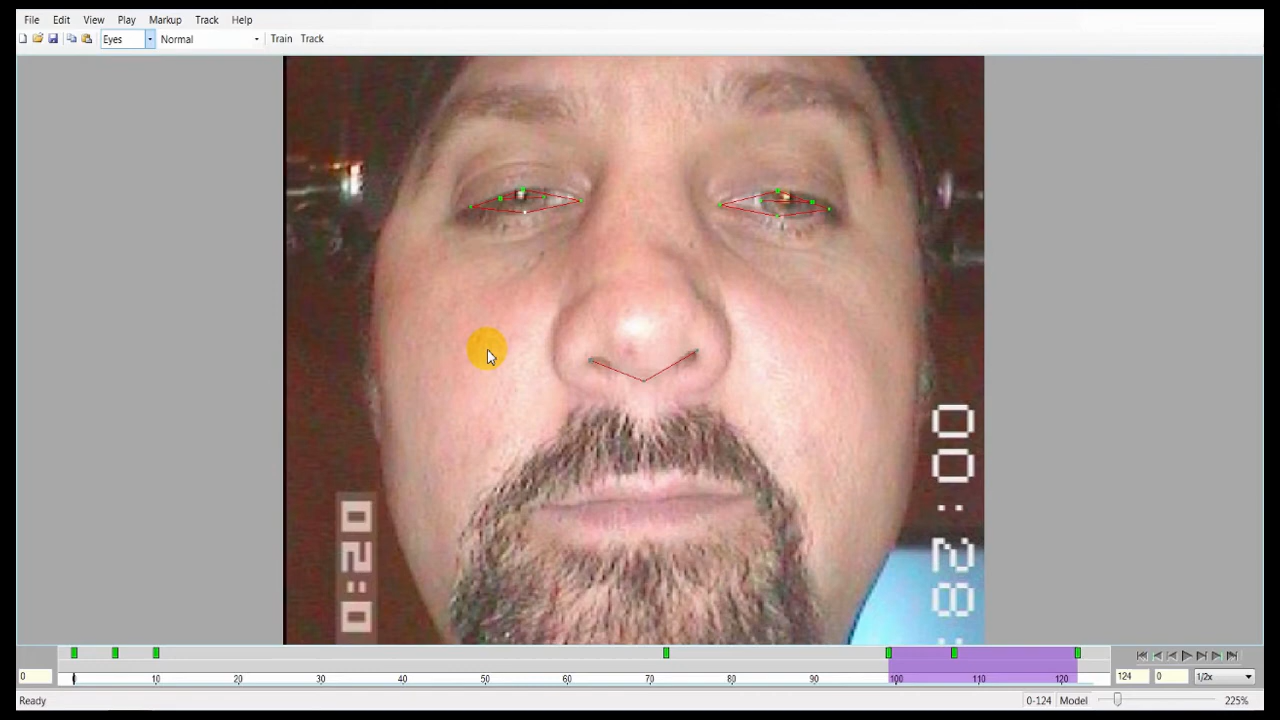 File Edit View Play Markup Track Help
Eyes Normal Train Track
0:20
00:28:
0 10 20 30 40 50 60 70 80 90 100 110 120 124 0 1/2x
Ready 0-124 Model 225%